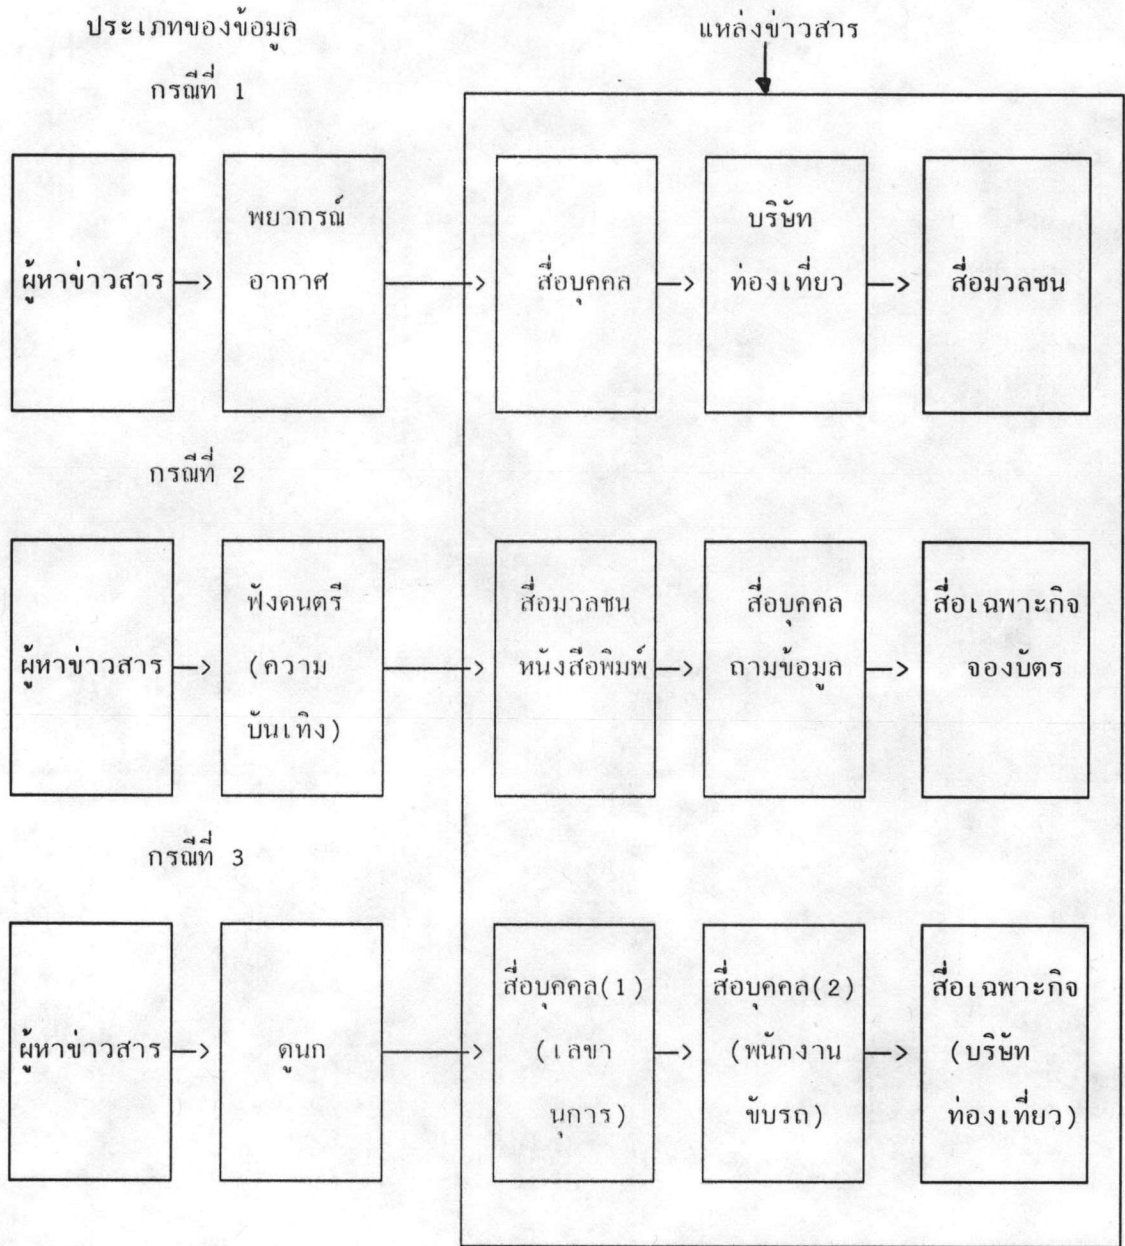 ประเภทของข้อมูล
แหล่งข่าวสาร
กรณีที่ 1
ผู้หาข่าวสาร
พยากรณ์
อากาศ
สื่อบุคคล
บริษัท
ท่องเที่ยว
สื่อมวลชน
กรณีที่ 2
ผู้หาข่าวสาร
ฟังดนตรี
(ความ
บันเทิง)
สื่อมวลชน
หนังสือพิมพ์
สื่อบุคคล
ถามข้อมูล
สื่อเฉพาะกิจ
จองบัตร
กรณีที่ 3
ผู้หาข่าวสาร
ดูนก
สื่อบุคคล(1)
(เลขา
นุการ)
สื่อบุคคล(2)
(พนักงาน
ขับรถ)
สื่อเฉพาะกิจ
(บริษัท
ท่องเที่ยว)